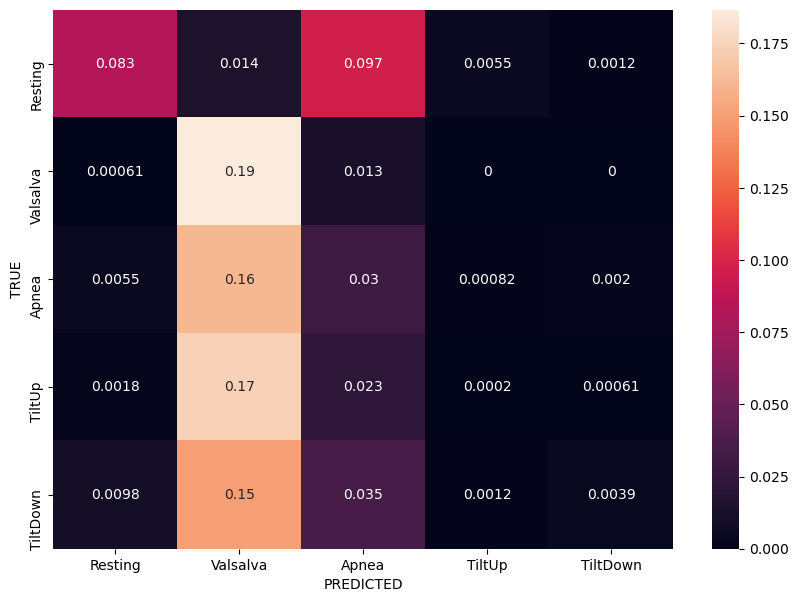 0.083 0.014 0.097 0.0055 0.0012
0.00061 0.19 0.013 0 0
0.0055 0.16 0.03 0.00082 0.002
0.0018 0.17 0.023 0.0002 0.00061
0.0098 0.15 0.035 0.0012 0.0039
Resting
Valsalva
Apnea
TiltUp
TiltDown
TRUE
Resting Valsalva Apnea TiltUp TiltDown
PREDICTED
0.175
0.150
0.125
0.100
0.075
0.050
0.025
0.000